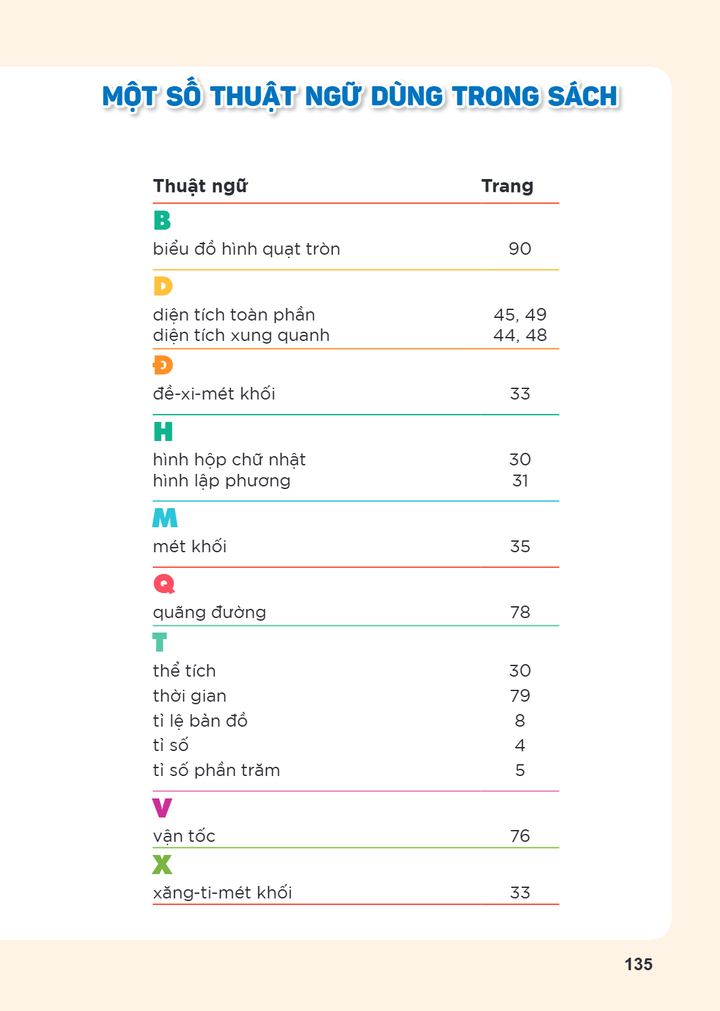 MỘT SỐ THUẬT NGỮ DÙNG TRONG SÁCH
Thuật ngữ Trang
B
biểu đồ hình quạt tròn 90
D
diện tích toàn phần 45, 49
diện tích xung quanh 44, 48
Đ
đề-xi-mét khối 33
H
hình hộp chữ nhật 30
hình lập phương 31
M
mét khối 35
Q
quãng đường 78
T
thể tích 30
thời gian 79
tỉ lệ bản đồ 8
tỉ số 4
tỉ số phần trăm 5
V
vận tốc 76
X
xăng-ti-mét khối 33
135